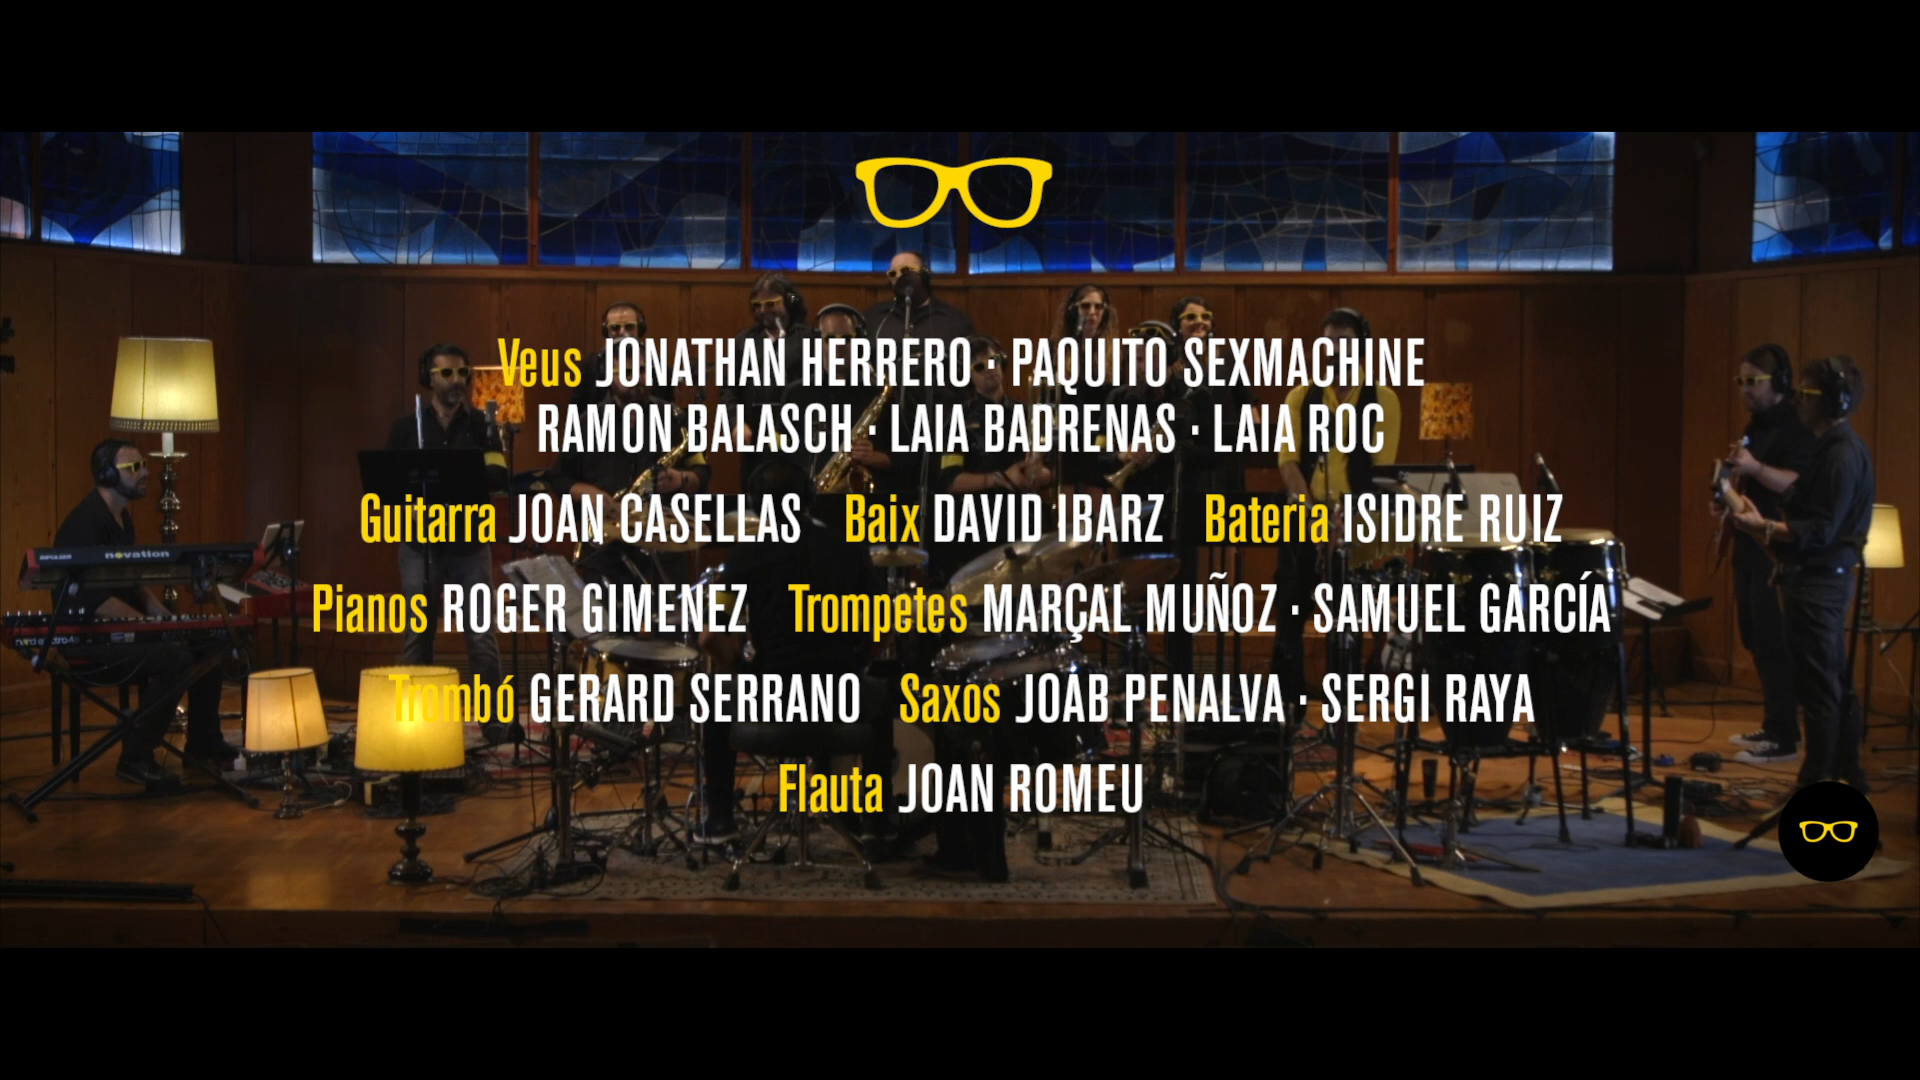 Veus JONATHAN HERRERO · PAQUITO SEXMACHINE
RAMON BALASCH · LAIA BADRENAS · LAIA ROC
Guitarra JOAN CASELLAS Baix DAVID IBARZ Bateria ISIDRE RUIZ
novation
Pianos ROGER GIMENEZ Trompetes MARÇAL MUÑOZ · SAMUEL GARCÍA
Trombó GERARD SERRANO Saxos JOAB PENALVA · SERGI RAYA
Flauta JOAN ROMEU